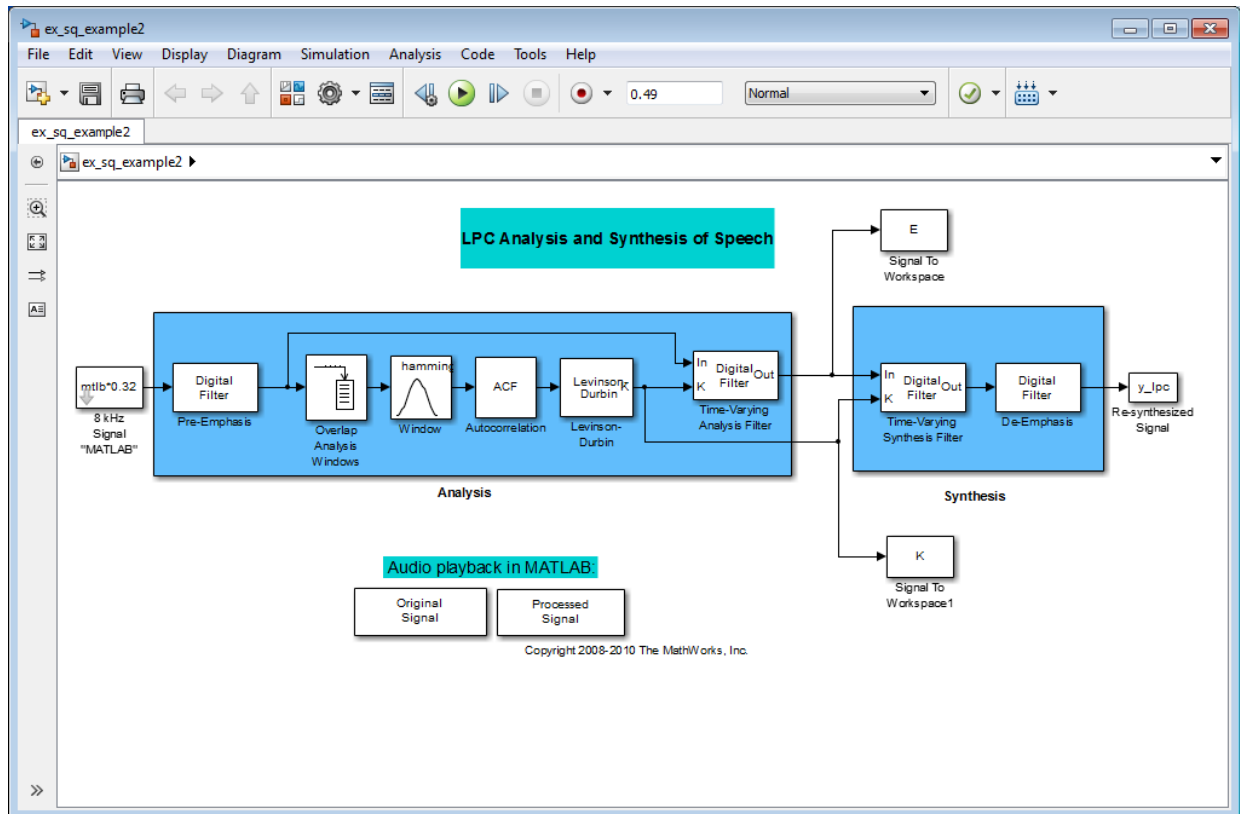 ex_sq_example2
File Edit View Display Diagram Simulation Analysis Code Tools Help
0.49
Normal
ex_sq_example2
ex_sq_example2
LPC Analysis and Synthesis of Speech
E
Signal To
Workspace
mtlb*0.32
8 kHz
Signal
"MATLAB"
Digital
Filter
Pre-Emphasis
Overlap
Analysis
Windows
hamming
Window
ACF
Autocorrelation
Levinson
Durbin
K
Levinson-
Durbin
In
K
Digital
Filter
Out
Time-Varying
Analysis Filter
Analysis
In
K
Digital
Filter
Out
Time-Varying
Synthesis Filter
Digital
Filter
De-Emphasis
Synthesis
y_lpc
Re-synthesized
Signal
K
Signal To
Workspace1
Audio playback in MATLAB:
Original
Signal
Processed
Signal
Copyright 2008-2010 The MathWorks, Inc.